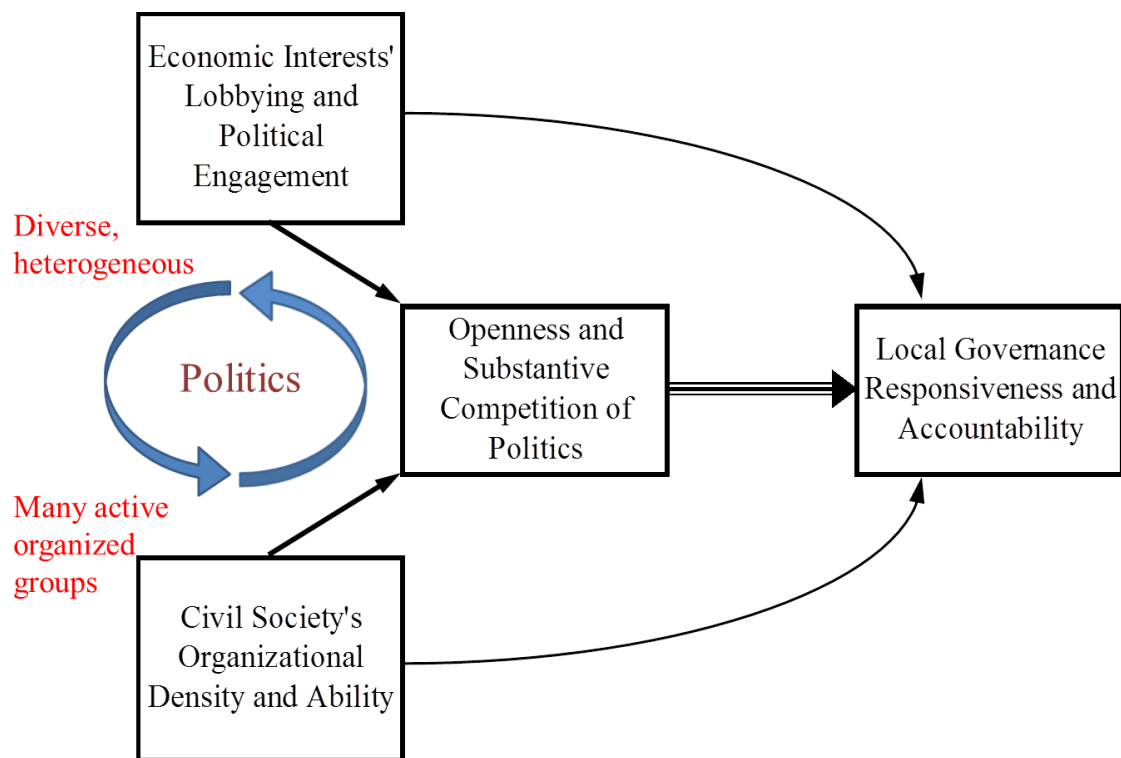 Economic Interests'
Lobbying and
Political
Engagement
Diverse,
heterogeneous
Politics
Openness and
Substantive
Competition of
Politics
Local Governance
Responsiveness and
Accountability
Many active
organized
groups
Civil Society's
Organizational
Density and Ability